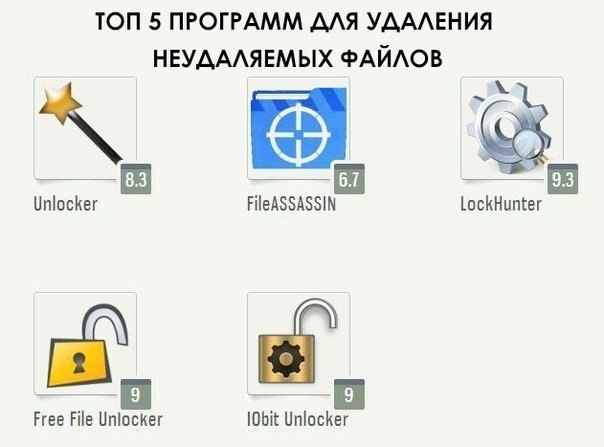 ТОП 5 ПРОГРАММ ДЛЯ УДАЛЕНИЯ
НЕУДАЛЯЕМЫХ ФАЙЛОВ
8.3
6.7
9.3
Unlocker
FileASSASSIN
LockHunter
9
9
Free File Unlocker
IObit Unlocker